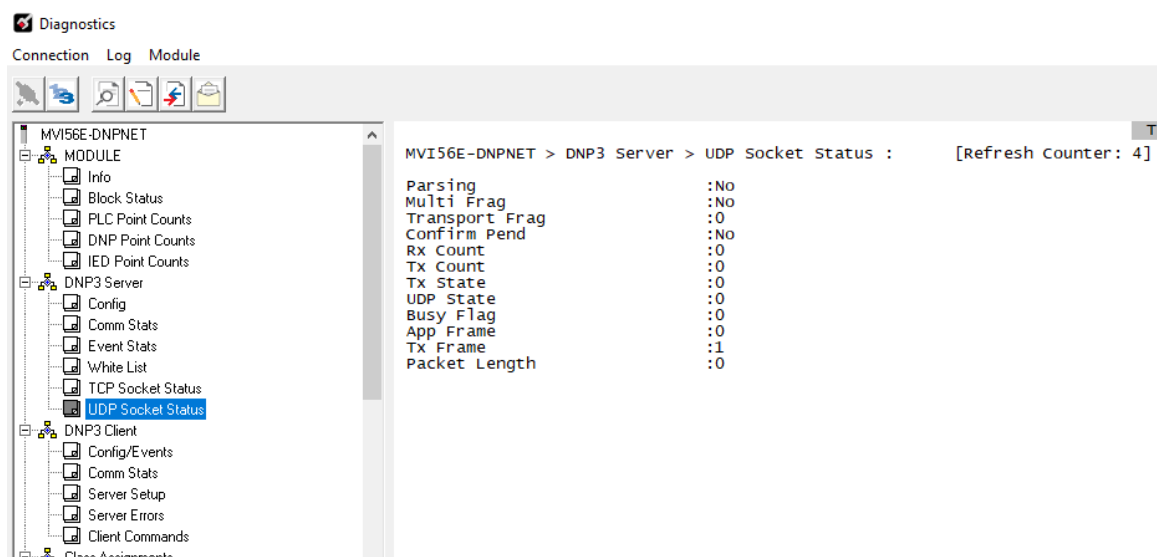 Diagnostics
Connection Log Module
MVI56E-DNPNET
MODULE
Info
Block Status
PLC Point Counts
DNP Point Counts
IED Point Counts
DNP3 Server
Config
Comm Stats
Event Stats
White List
TCP Socket Status
UDP Socket Status
DNP3 Client
Config/Events
Comm Stats
Server Setup
Server Errors
Client Commands
Class Assignments
T
MVI56E-DNPNET > DNP3 Server > UDP Socket Status : [Refresh Counter: 4]
Parsing :No
Multi Frag :No
Transport Frag :0
Confirm Pend :No
Rx Count :0
Tx Count :0
Tx State :0
UDP State :0
Busy Flag :0
App Frame :0
Tx Frame :1
Packet Length :0